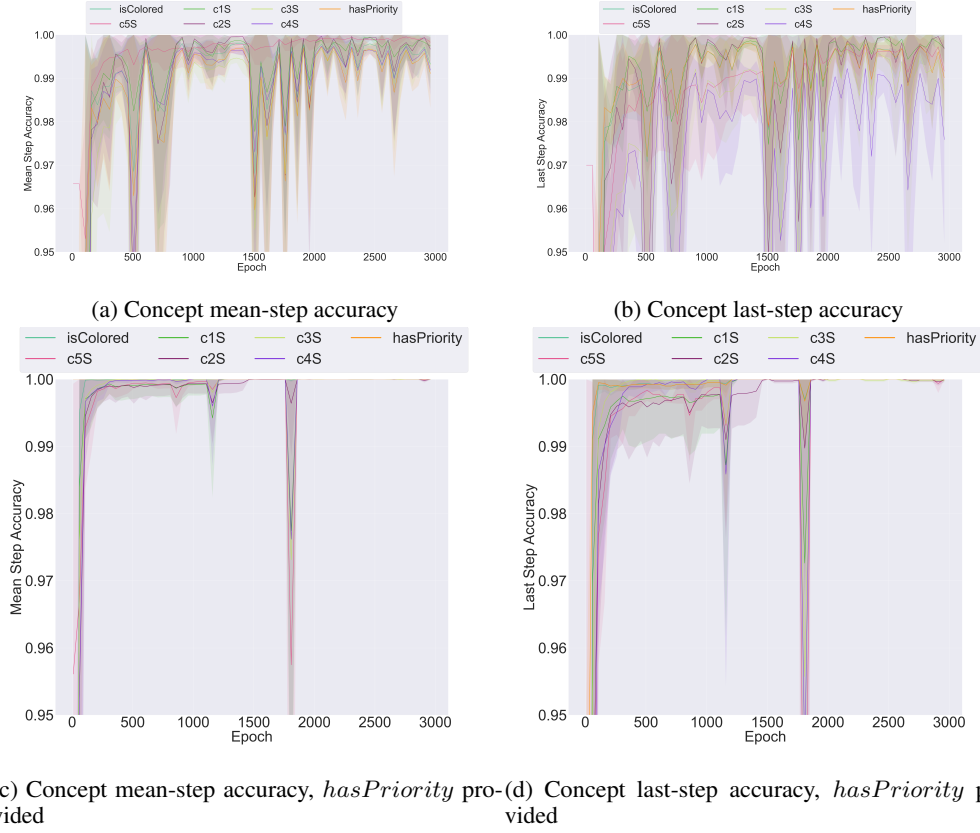 isColored c1S c3S hasPriority
c5S c2S c4S
1.00
0.99
0.98
0.97
0.96
0.95
Mean Step Accuracy
0 500 1000 1500 2000 2500 3000
Epoch
(a) Concept mean-step accuracy
isColored c1S c3S hasPriority
c5S c2S c4S
1.00
0.99
0.98
0.97
0.96
0.95
Last Step Accuracy
0 500 1000 1500 2000 2500 3000
Epoch
(b) Concept last-step accuracy
isColored c1S c3S hasPriority
c5S c2S c4S
1.00
0.99
0.98
0.97
0.96
0.95
Mean Step Accuracy
0 500 1000 1500 2000 2500 3000
Epoch
c) Concept mean-step accuracy, hasPriority pro-
vided
isColored c1S c3S hasPriority
c5S c2S c4S
1.00
0.99
0.98
0.97
0.96
0.95
Last Step Accuracy
0 500 1000 1500 2000 2500 3000
Epoch
(d) Concept last-step accuracy, hasPriority p
vided